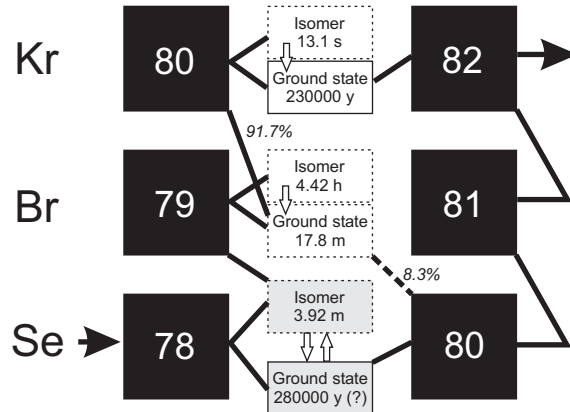 Kr
80
Isomer
13.1 s
Ground state
230000 y
82
91.7%
Br
79
Isomer
4.42 h
Ground state
17.8 m
81
8.3%
Se
78
Isomer
3.92 m
Ground state
280000 y (?)
80